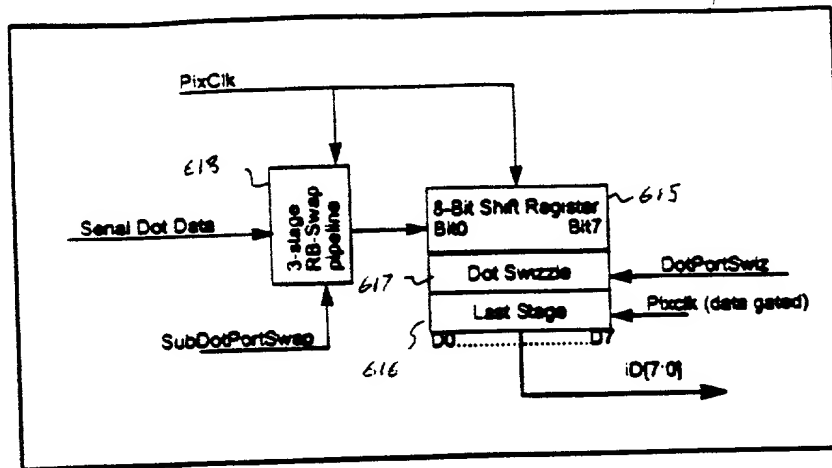 PixClk
618
3-stage
RB-Swap
pipeline
Serial Dot Data
SubDotPortSwap
8-Bit Shift Register
Bit0 Bit7
615
Dot Swizzle
617
DotPortSwiz
Last Stage
Pixclk (data gated)
D0......................D7
616
iD[7:0]